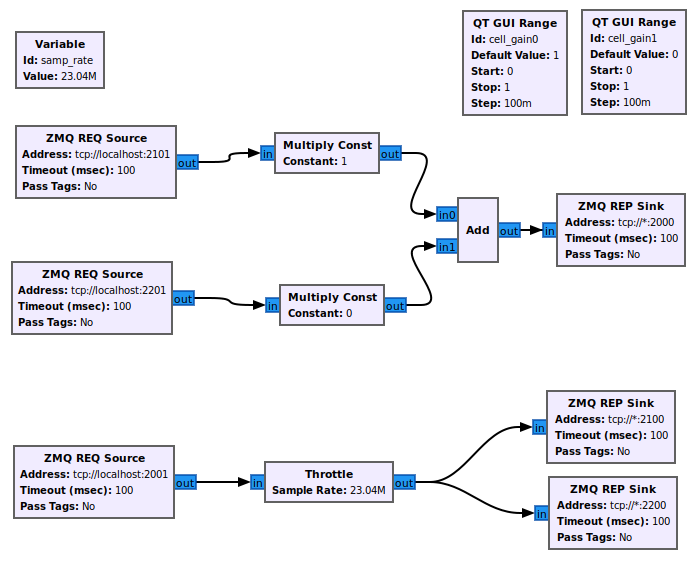 Variable
Id: samp_rate
Value: 23.04M
QT GUI Range
Id: cell_gain0
Default Value: 1
Start: 0
Stop: 1
Step: 100m
QT GUI Range
Id: cell_gain1
Default Value: 0
Start: 0
Stop: 1
Step: 100m
ZMQ REQ Source
Address: tcp://localhost:2101
Timeout (msec): 100
Pass Tags: No
out
in
Multiply Const
Constant: 1
out
ZMQ REQ Source
Address: tcp://localhost:2201
Timeout (msec): 100
Pass Tags: No
out
in
Multiply Const
Constant: 0
out
in0
in1
Add
out
in
ZMQ REP Sink
Address: tcp://*:2000
Timeout (msec): 100
Pass Tags: No
ZMQ REQ Source
Address: tcp://localhost:2001
Timeout (msec): 100
Pass Tags: No
out
in
Throttle
Sample Rate: 23.04M
out
in
ZMQ REP Sink
Address: tcp://*:2100
Timeout (msec): 100
Pass Tags: No
in
ZMQ REP Sink
Address: tcp://*:2200
Timeout (msec): 100
Pass Tags: No